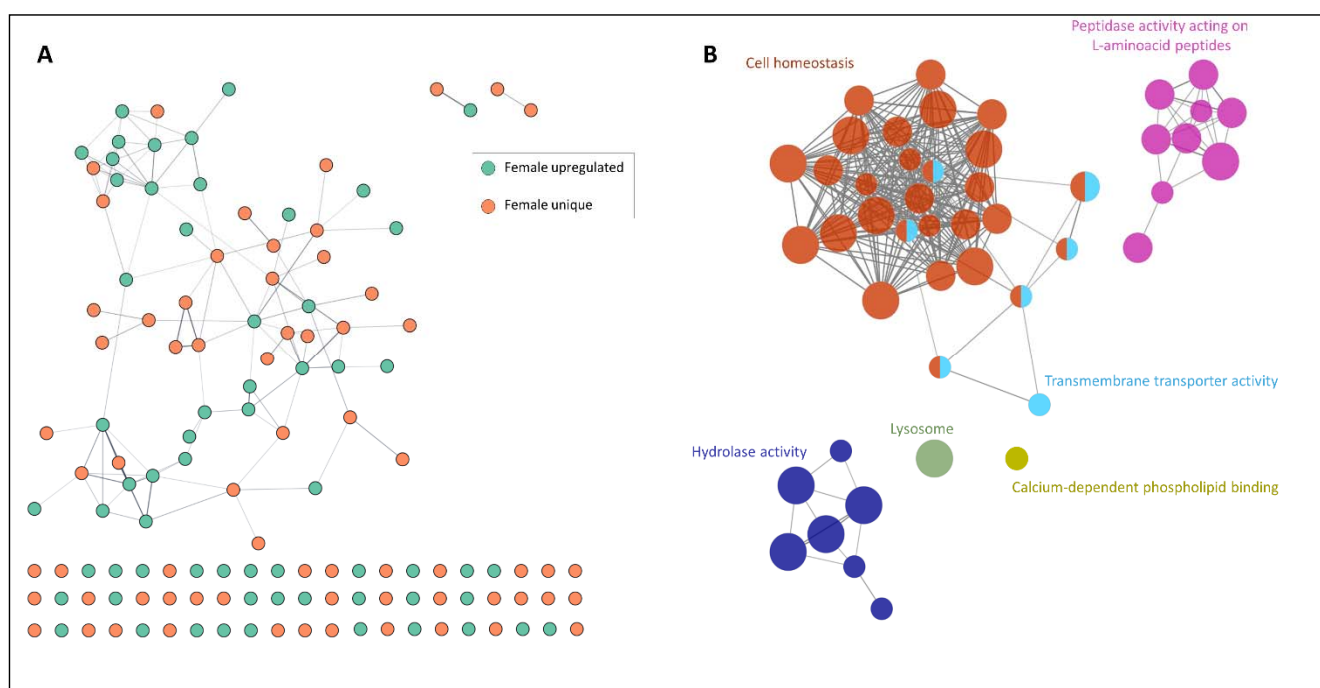 A
Female upregulated
Female unique
B
Cell homeostasis
Peptidase activity acting on
L-aminoacid peptides
Transmembrane transporter activity
Lysosome
Hydrolase activity
Calcium-dependent phospholipid binding